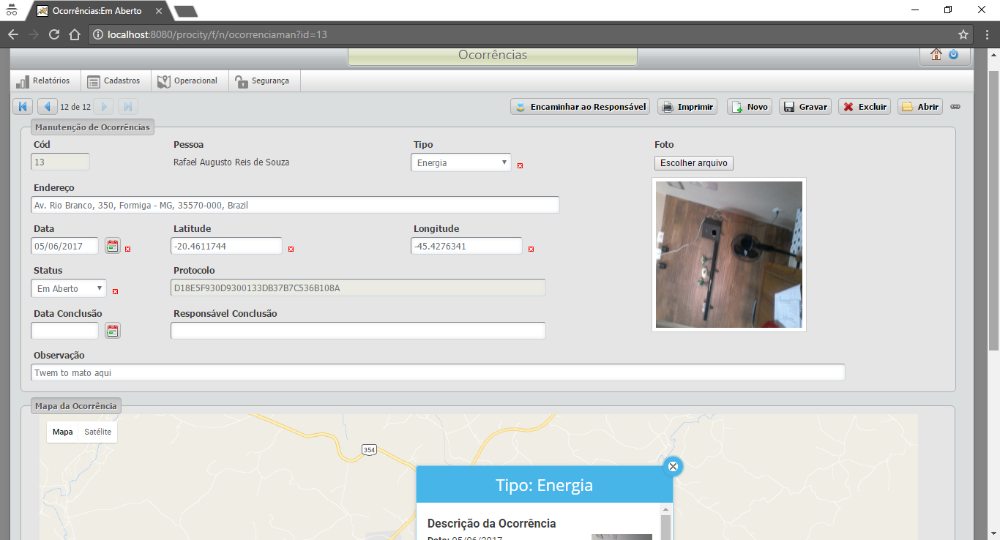 Ocorrências:Em Aberto
localhost:8080/procity/f/n/ocorrenciaman?id=13
Ocorrências
Relatórios Cadastros Operacional Segurança
12 de 12 Encaminhar ao Responsável Imprimir Novo Gravar Excluir Abrir
Manutenção de Ocorrências
Cód Pessoa Tipo Foto
13 Rafael Augusto Reis de Souza Energia Escolher arquivo
Endereço
Av. Rio Branco, 350, Formiga - MG, 35570-000, Brazil
Data Latitude Longitude
05/06/2017 -20.4611744 -45.4276341
Status Protocolo
Em Aberto D18E5F930D9300133DB37B7C536B108A
Data Conclusão Responsável Conclusão
Observação
Twem to mato aqui
Mapa da Ocorrência
Mapa Satélite
354
Tipo: Energia
Descrição da Ocorrência
Data: 05/06/2017